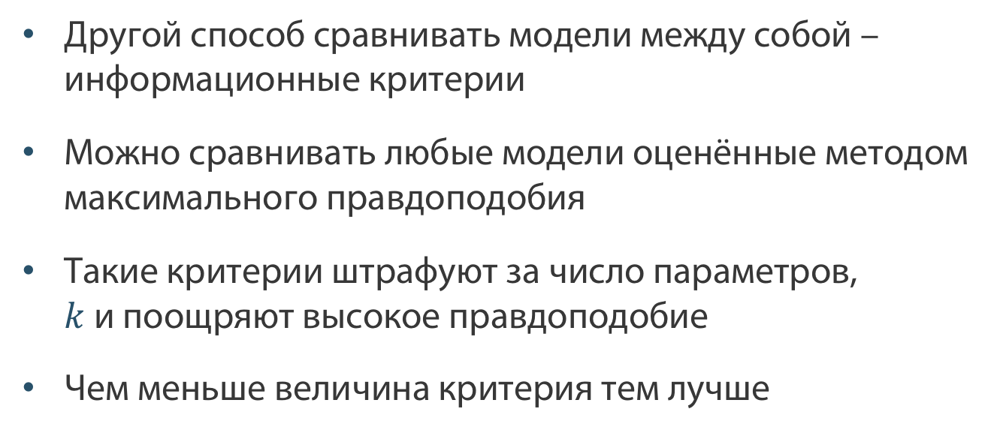 • Другой способ сравнивать модели между собой –
информационные критерии
• Можно сравнивать любые модели оценённые методом
максимального правдоподобия
• Такие критерии штрафуют за число параметров,
k и поощряют высокое правдоподобие
• Чем меньше величина критерия тем лучше